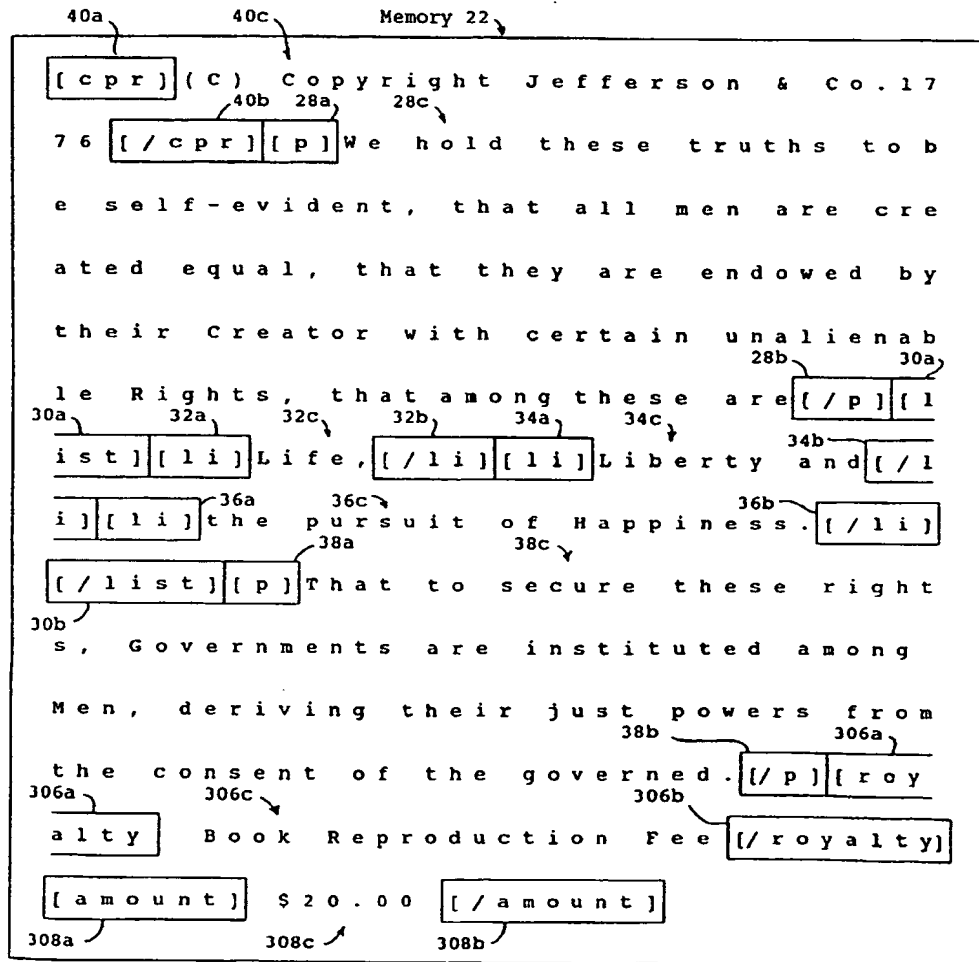 40a 40c Memory 22
[cpr](C) Copyright Jefferson & Co.17
40b 28a 28c
76 [/cpr][p]We hold these truths to b
e self-evident, that all men are cre
ated equal, that they are endowed by
their Creator with certain unalienab
28b 30a
le Rights, that among these are[/p][l
30a 32a 32c 32b 34a 34c 34b
ist][li]Life,[/li][li]Liberty and[/l
36a 36c 36b
i][li]the pursuit of Happiness.[/li]
38a 38c
[/list][p]That to secure these right
30b
s, Governments are instituted among
Men, deriving their just powers from
38b 306a
the consent of the governed.[/p][roy
306a 306c 306b
alty Book Reproduction Fee[/royalty]
[amount] $20.00 [/amount]
308a 308c 308b